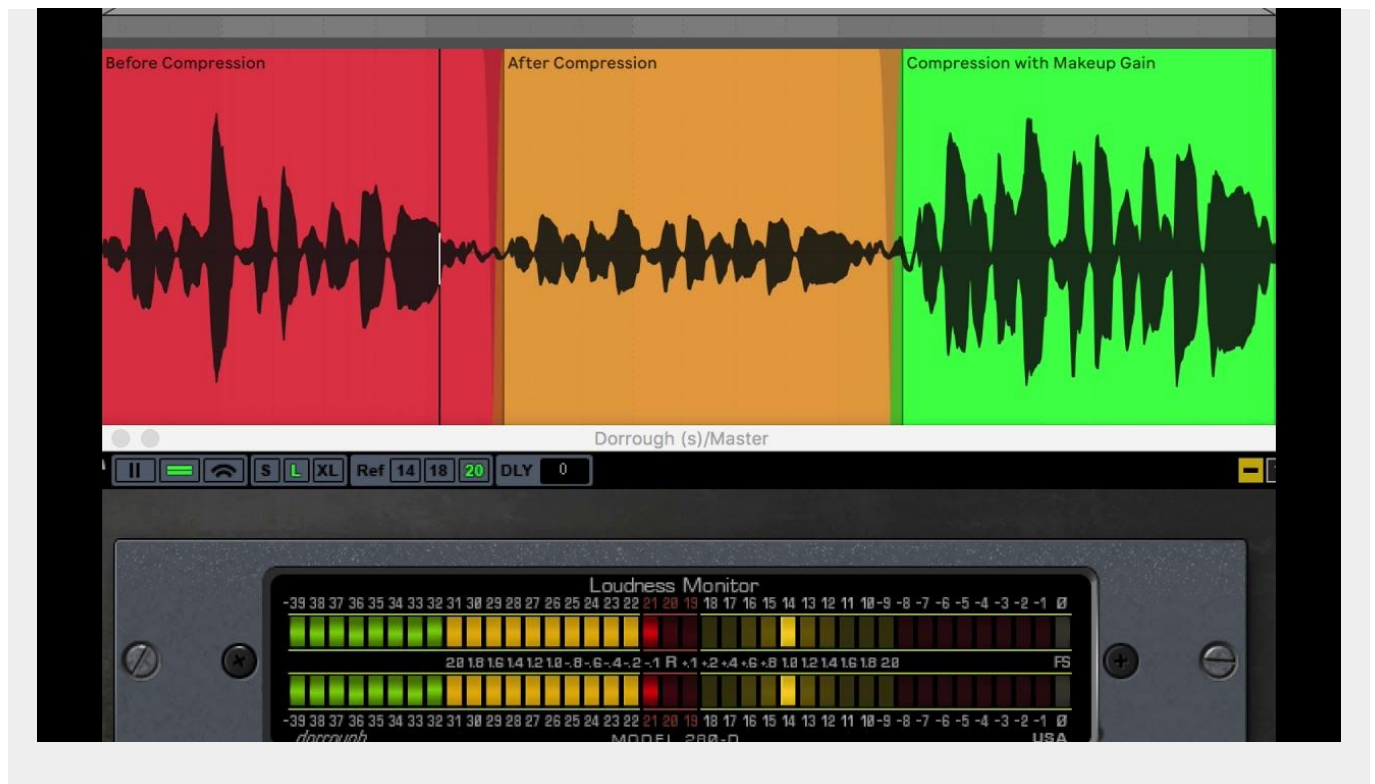 Before Compression
After Compression
Compression with Makeup Gain
Dorrough (s)/Master
S L XL Ref 14 18 20 DLY 0
Loudness Monitor
-39 38 37 36 35 34 33 32 31 30 29 28 27 26 25 24 23 22 21 20 19 18 17 16 15 14 13 12 11 10 -9 -8 -7 -6 -5 -4 -3 -2 -1 0
2.0 1.8 1.6 1.4 1.2 1.0 -.8 -.6 -.4 -.2 -.1 R +.1 +.2 +.4 +.6 +.8 1.0 1.2 1.4 1.6 1.8 2.0 FS
-39 38 37 36 35 34 33 32 31 30 29 28 27 26 25 24 23 22 21 20 19 18 17 16 15 14 13 12 11 10 -9 -8 -7 -6 -5 -4 -3 -2 -1 0
dorrough MODEL 280-D USA